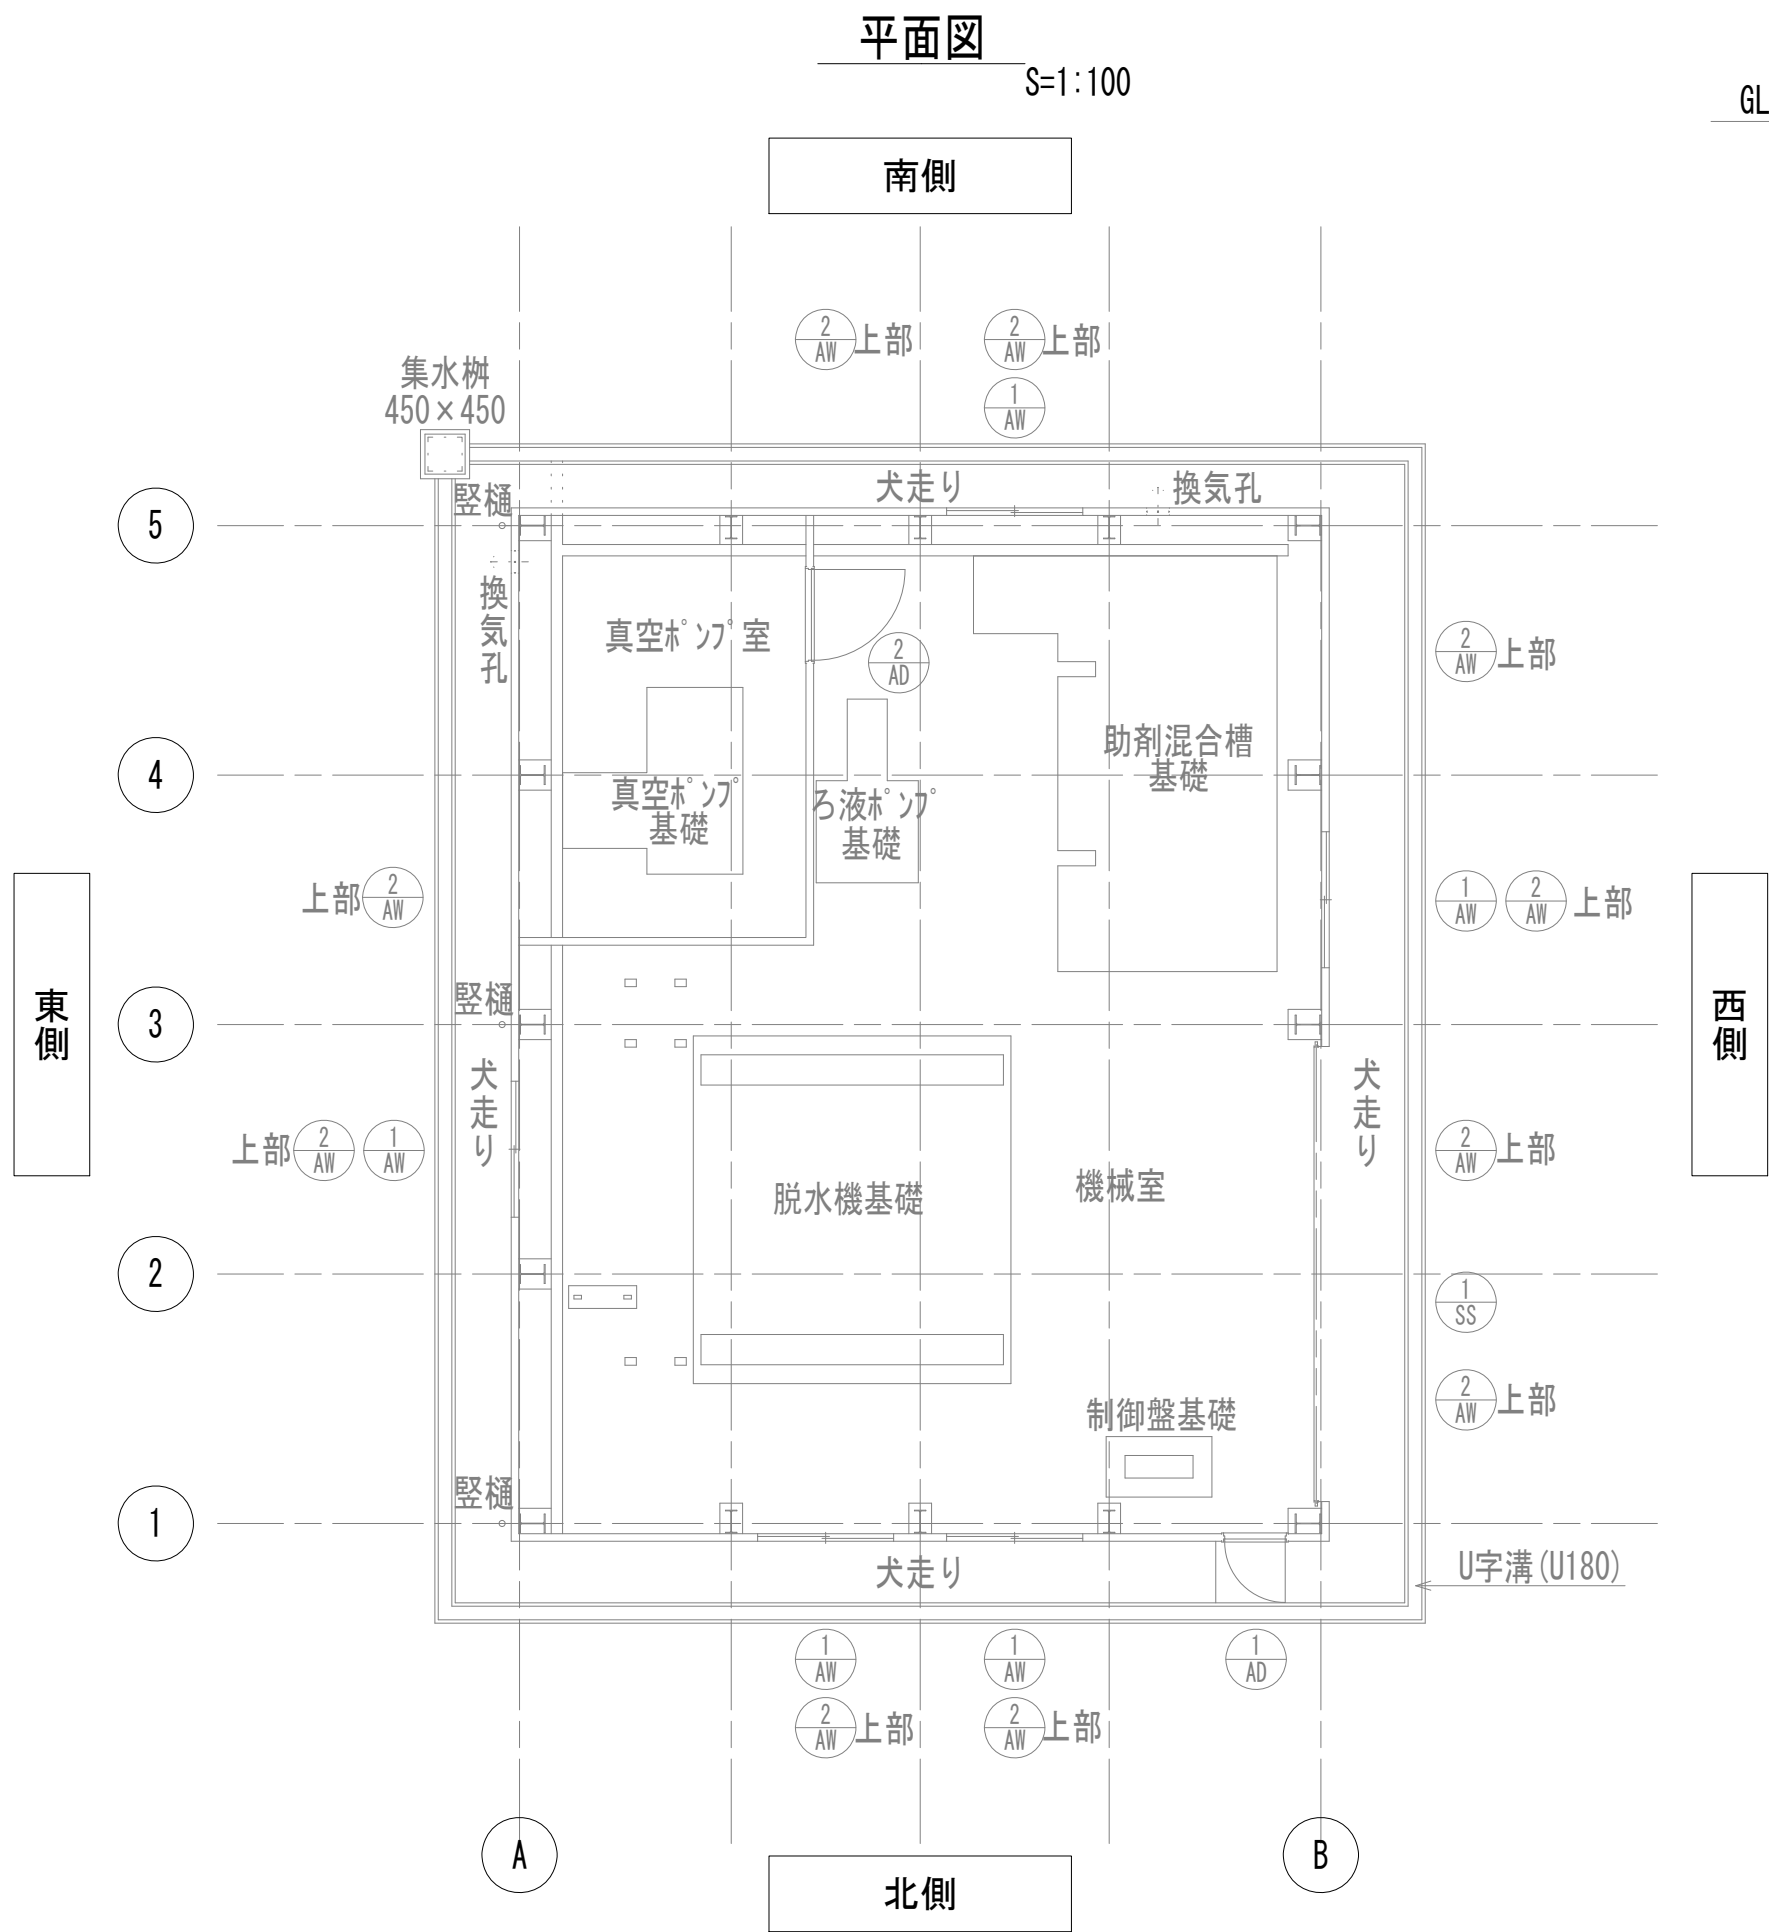 平面図
S=1:100
GL
南側
2
AW
上部
2
AW
上部
1
AW
集水桝
450×450
竪樋
犬走り
換気孔
5
換気孔
真空ポンプ室
2
AD
2
AW
上部
4
助剤混合槽
基礎
真空ポンプ
基礎
ろ液ポンプ
基礎
上部
2
AW
1
AW
2
AW
上部
東側
西側
竪樋
3
犬走り
犬走り
上部
2
AW
1
AW
2
AW
上部
脱水機基礎
機械室
2
1
SS
2
AW
上部
制御盤基礎
竪樋
1
犬走り
U字溝(U180)
1
AW
1
AW
1
AD
2
AW
上部
2
AW
上部
A
B
北側